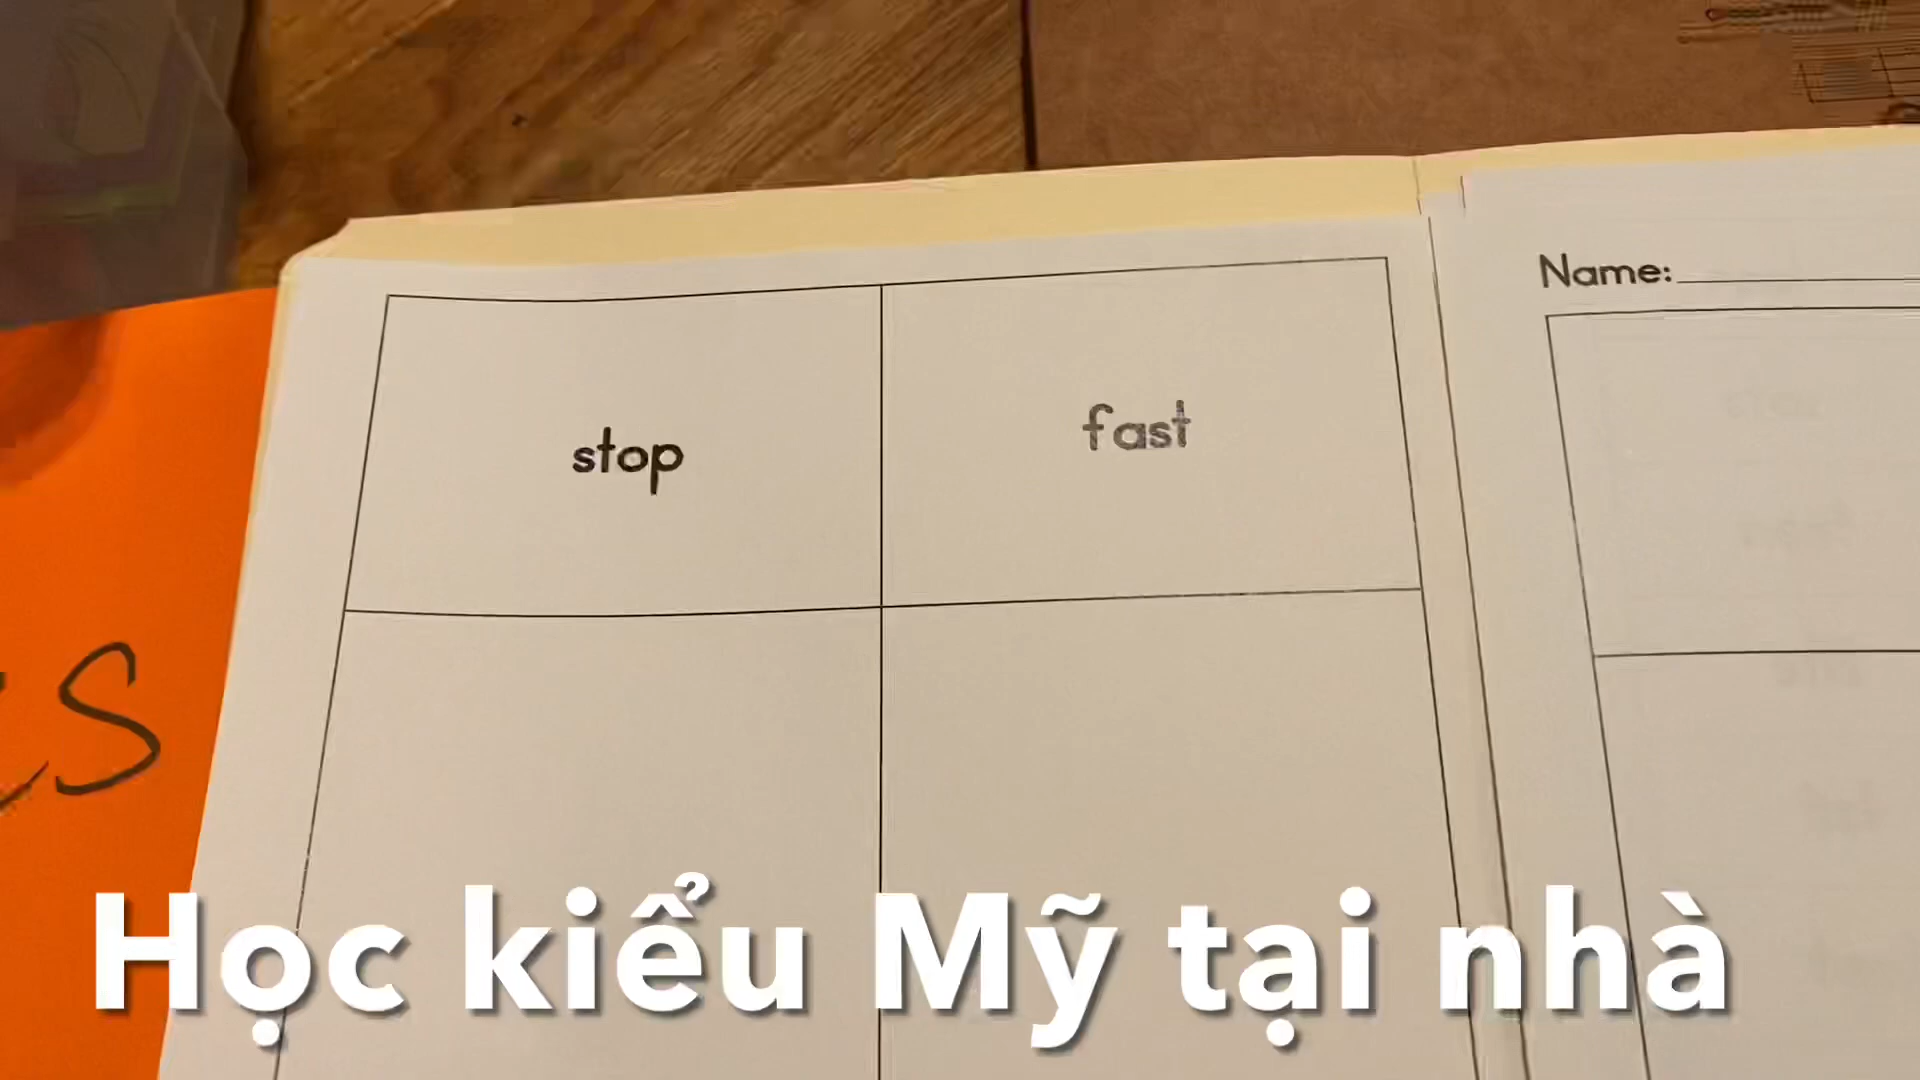 stop
fast
Name:
S
Học kiểu Mỹ tại nhà